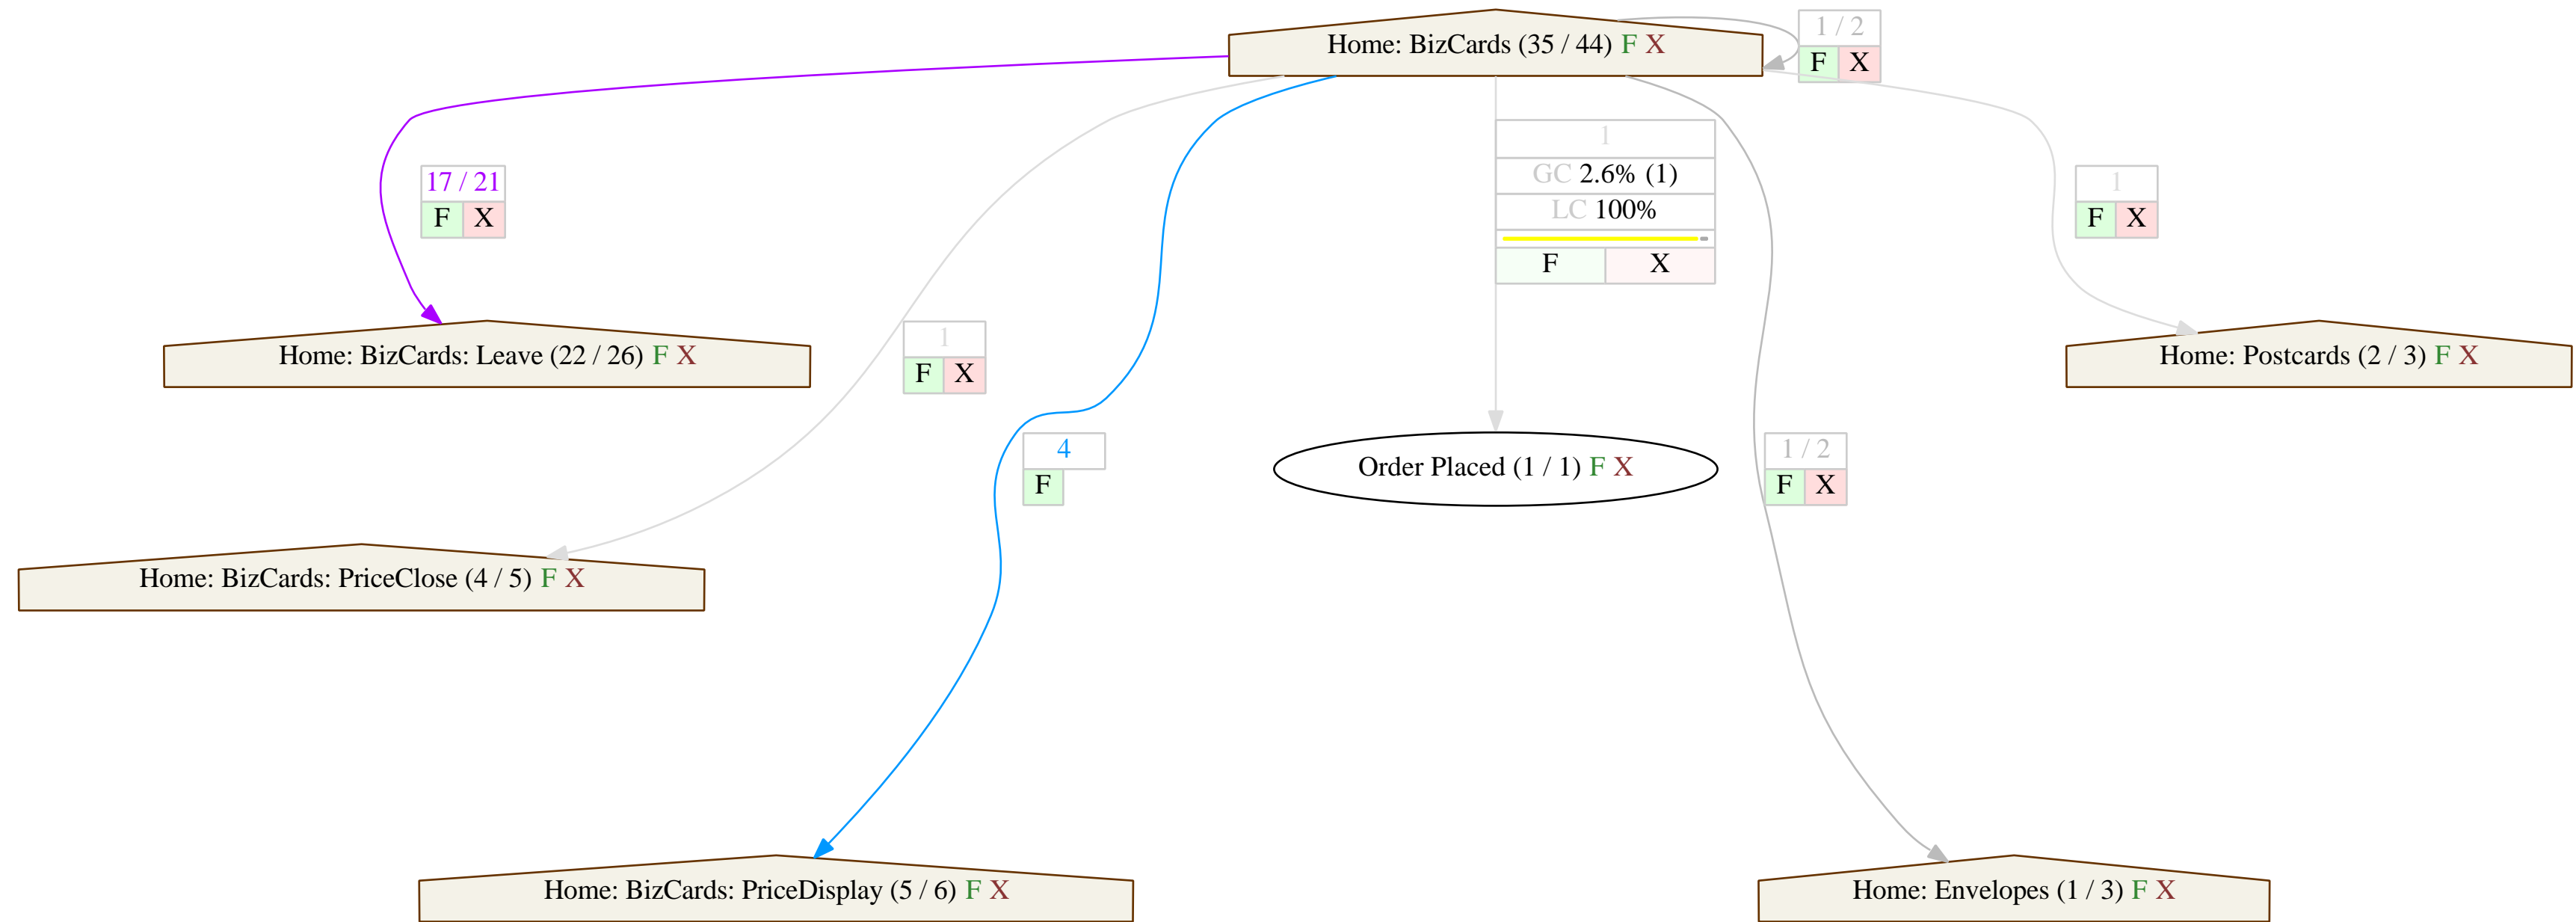 Home: BizCards (35 / 44) F X
1 / 2
F X
1
GC 2.6% (1)
LC 100%
F X
17 / 21
F X
1
F X
Home: BizCards: Leave (22 / 26) F X
1
F X
Home: Postcards (2 / 3) F X
4
F
Order Placed (1 / 1) F X
1 / 2
F X
Home: BizCards: PriceClose (4 / 5) F X
Home: BizCards: PriceDisplay (5 / 6) F X
Home: Envelopes (1 / 3) F X